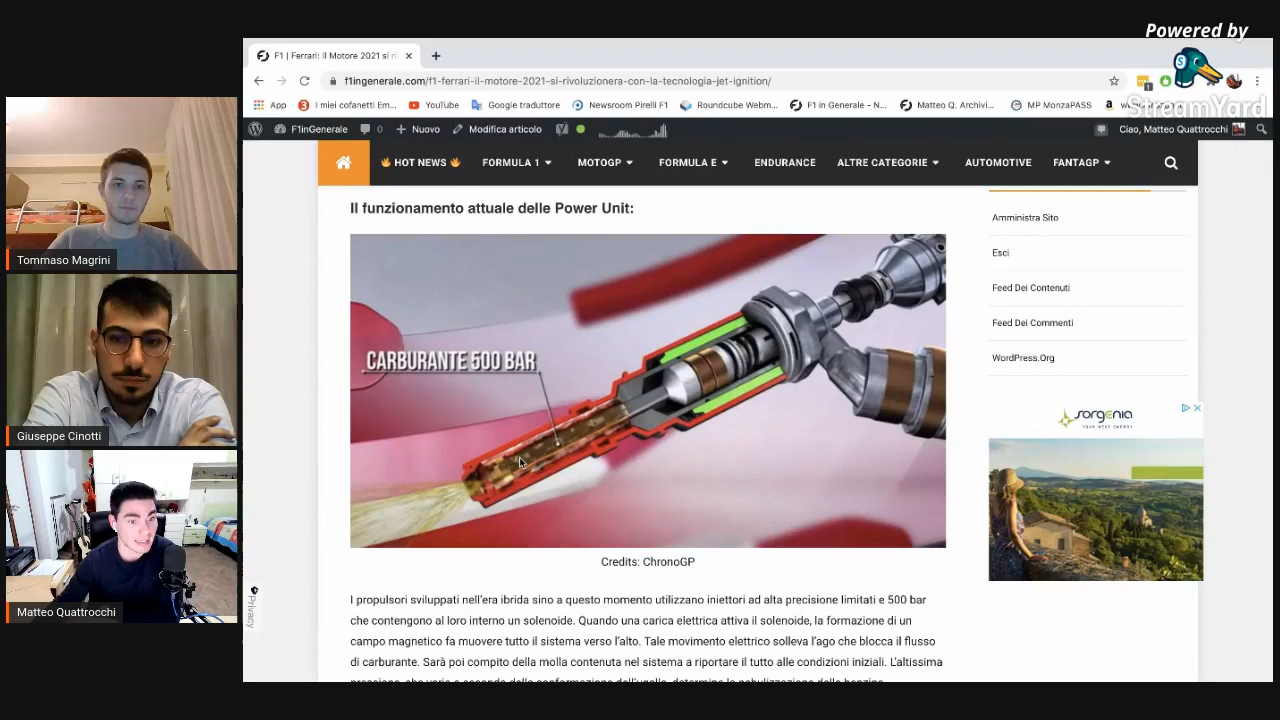 Powered by
StreamYard
F1 | Ferrari: Il Motore 2021 si
f1ingenerale.com/f1-ferrari-il-motore-2021-si-rivoluzionera-con-la-tecnologia-jet-ignition/
App I miei cofanetti Em... YouTube Google traduttore Newsroom Pirelli F1 Roundcube Webm... F1 in Generale – N... Matteo Q. Archivi... MP MonzaPASS
F1inGenerale 0 Nuovo Modifica articolo Ciao, Matteo Quattrocchi
HOT NEWS FORMULA 1 MOTOGP FORMULA E ENDURANCE ALTRE CATEGORIE AUTOMOTIVE FANTAGP
Il funzionamento attuale delle Power Unit:
CARBURANTE 500 BAR
Credits: ChronoGP
I propulsori sviluppati nell'era ibrida sino a questo momento utilizzano iniettori ad alta precisione limitati e 500 bar
che contengono al loro interno un solenoide. Quando una carica elettrica attiva il solenoide, la formazione di un
campo magnetico fa muovere tutto il sistema verso l'alto. Tale movimento elettrico solleva l'ago che blocca il flusso
di carburante. Sarà poi compito della molla contenuta nel sistema a riportare il tutto alle condizioni iniziali. L'altissima
Amministra Sito
Esci
Feed Dei Contenuti
Feed Dei Commenti
WordPress.Org
sorgenia
YOUR NEXT ENERGY
Privacy
Tommaso Magrini
Giuseppe Cinotti
Matteo Quattrocchi